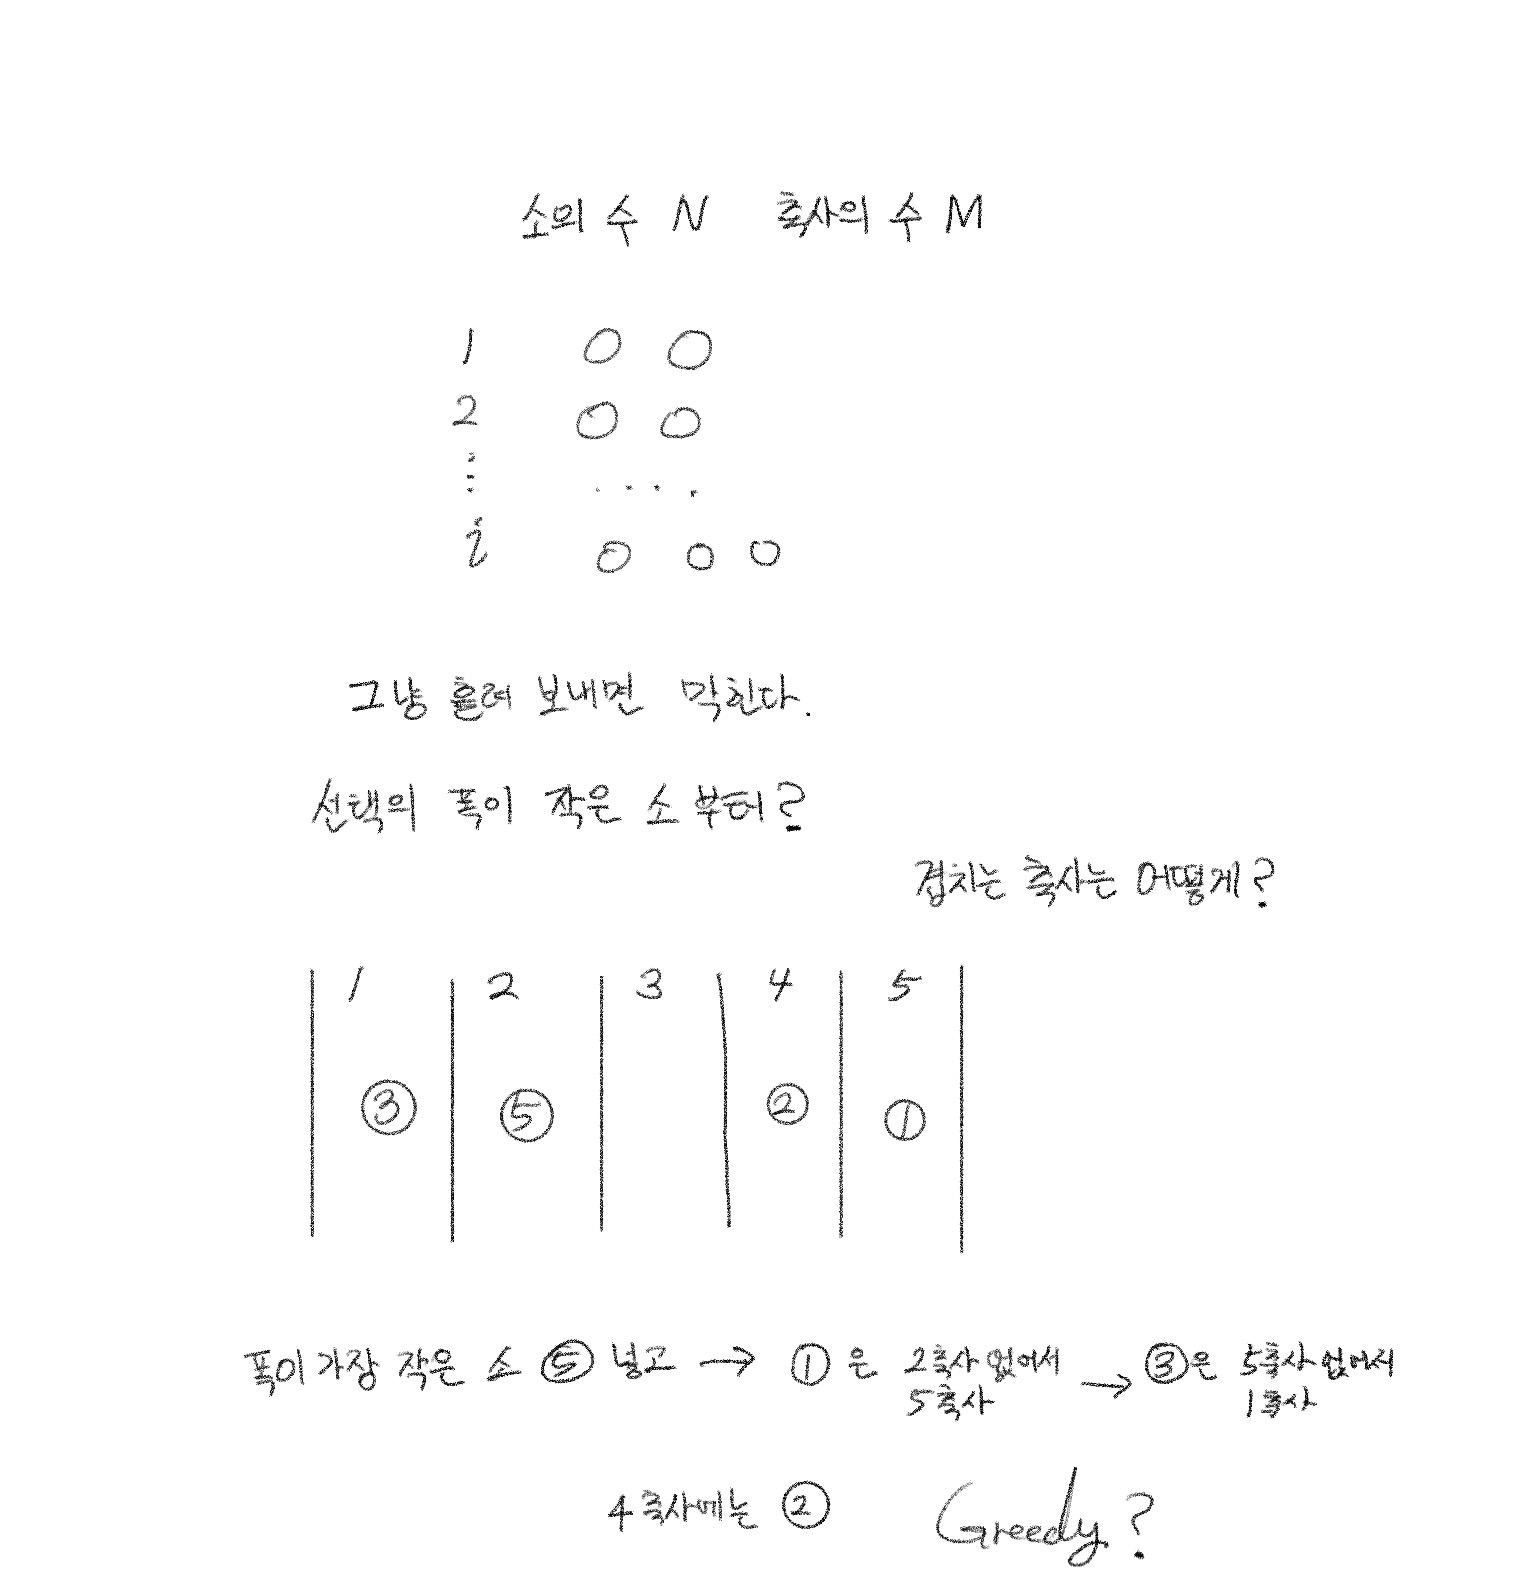 소의 수 N 축사의 수 M
1 O O
2 O O
⋮ . . . .
i O O O
그냥 흘려 보내면 막힌다.
선택의 폭이 작은 소 부터?
겹치는 축사는 어떻게?
1 2 3 4 5
③ ⑤ ② ①
폭이 가장 작은 소 ⑤ 넣고 → ①은 2축사 없어서 → ③은 5축사 없어서
5축사 1축사
4축사에는 ② Greedy?